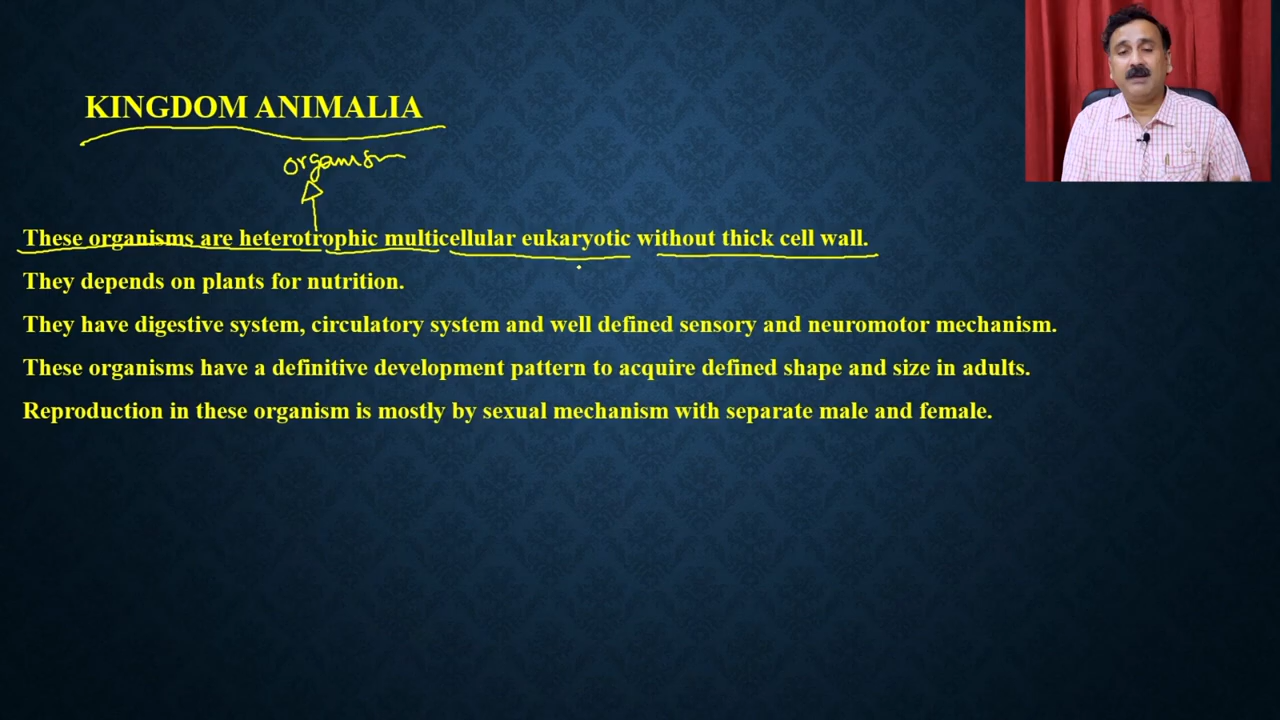 KINGDOM ANIMALIA
organism
These organisms are heterotrophic multicellular eukaryotic without thick cell wall.
They depends on plants for nutrition.
They have digestive system, circulatory system and well defined sensory and neuromotor mechanism.
These organisms have a definitive development pattern to acquire defined shape and size in adults.
Reproduction in these organism is mostly by sexual mechanism with separate male and female.